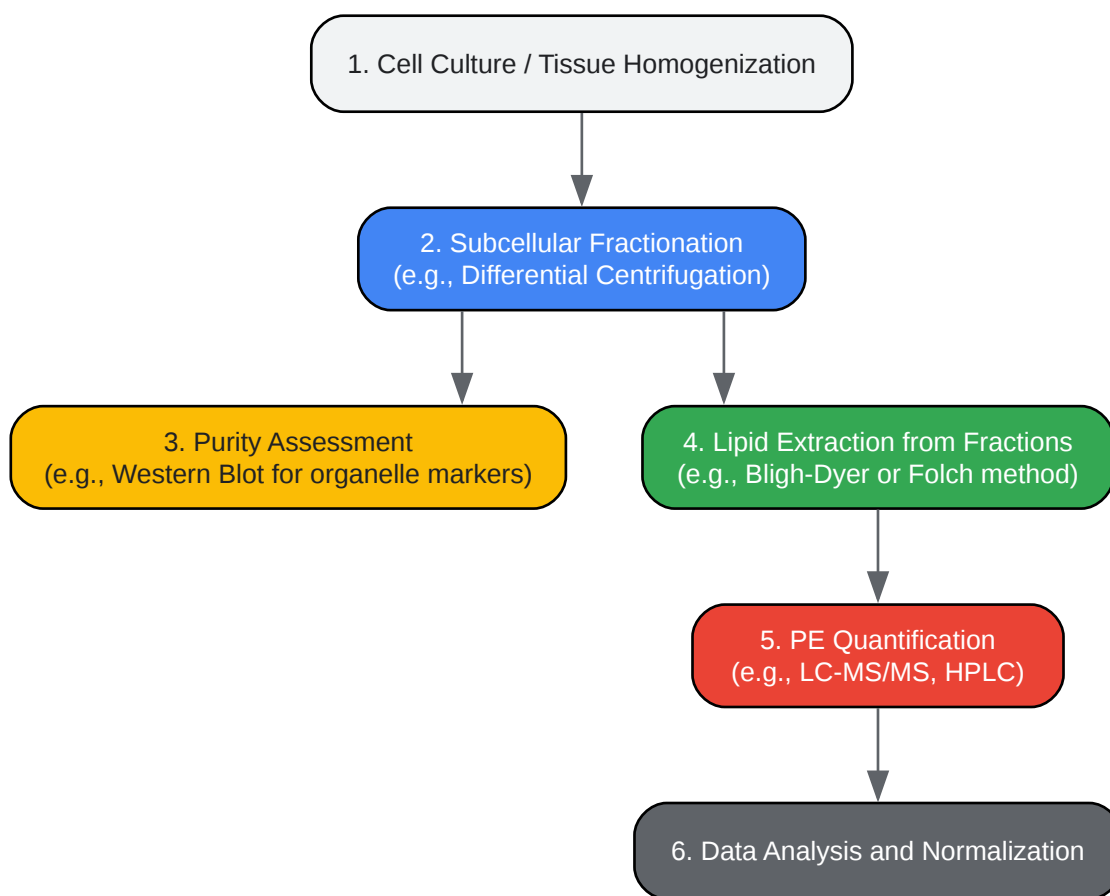 1. Cell Culture / Tissue Homogenization
2. Subcellular Fractionation
(e.g., Differential Centrifugation)
3. Purity Assessment
(e.g., Western Blot for organelle markers)
4. Lipid Extraction from Fractions
(e.g., Bligh-Dyer or Folch method)
5. PE Quantification
(e.g., LC-MS/MS, HPLC)
6. Data Analysis and Normalization